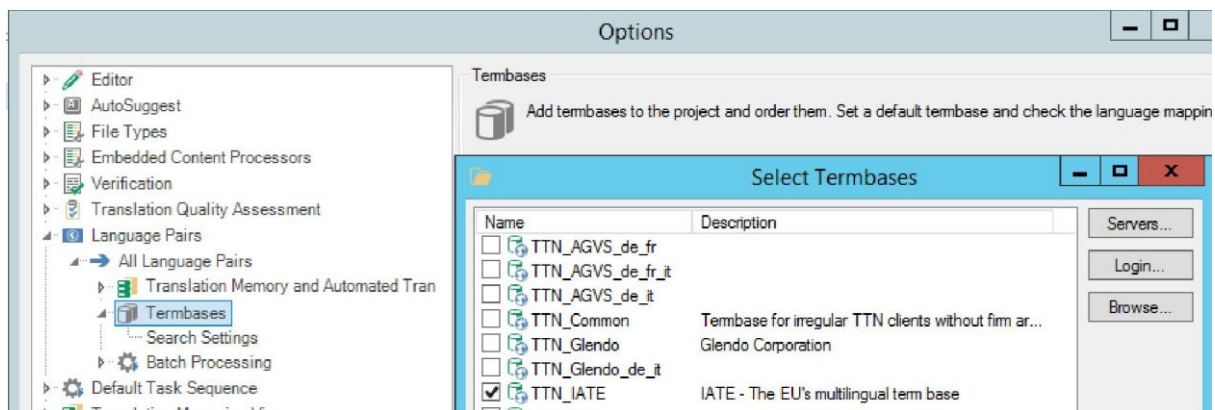 Options
Editor
AutoSuggest
File Types
Embedded Content Processors
Verification
Translation Quality Assessment
Language Pairs
All Language Pairs
Translation Memory and Automated Tran
Termbases
Search Settings
Batch Processing
Default Task Sequence
Termbases
Add termbases to the project and order them. Set a default termbase and check the language mappin
Select Termbases
Name Description
TTN_AGVS_de_fr
TTN_AGVS_de_fr_it
TTN_AGVS_de_it
TTN_Common Termbase for irregular TTN clients without firm ar...
TTN_Glendo Glendo Corporation
TTN_Glendo_de_it
TTN_IATE IATE - The EU's multilingual term base
Servers...
Login...
Browse...